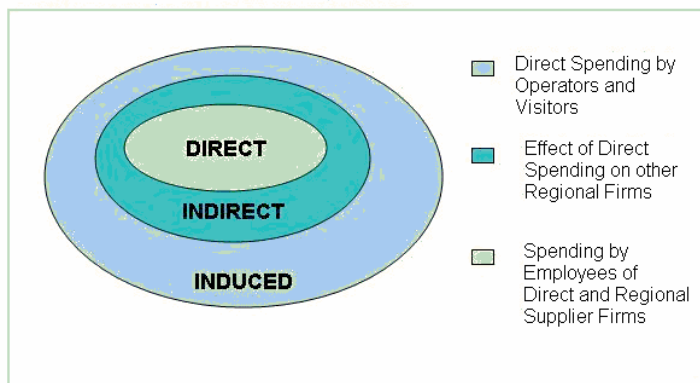 DIRECT
INDIRECT
INDUCED
Direct Spending by
Operators and
Visitors
Effect of Direct
Spending on other
Regional Firms
Spending by
Employees of
Direct and Regional
Supplier Firms